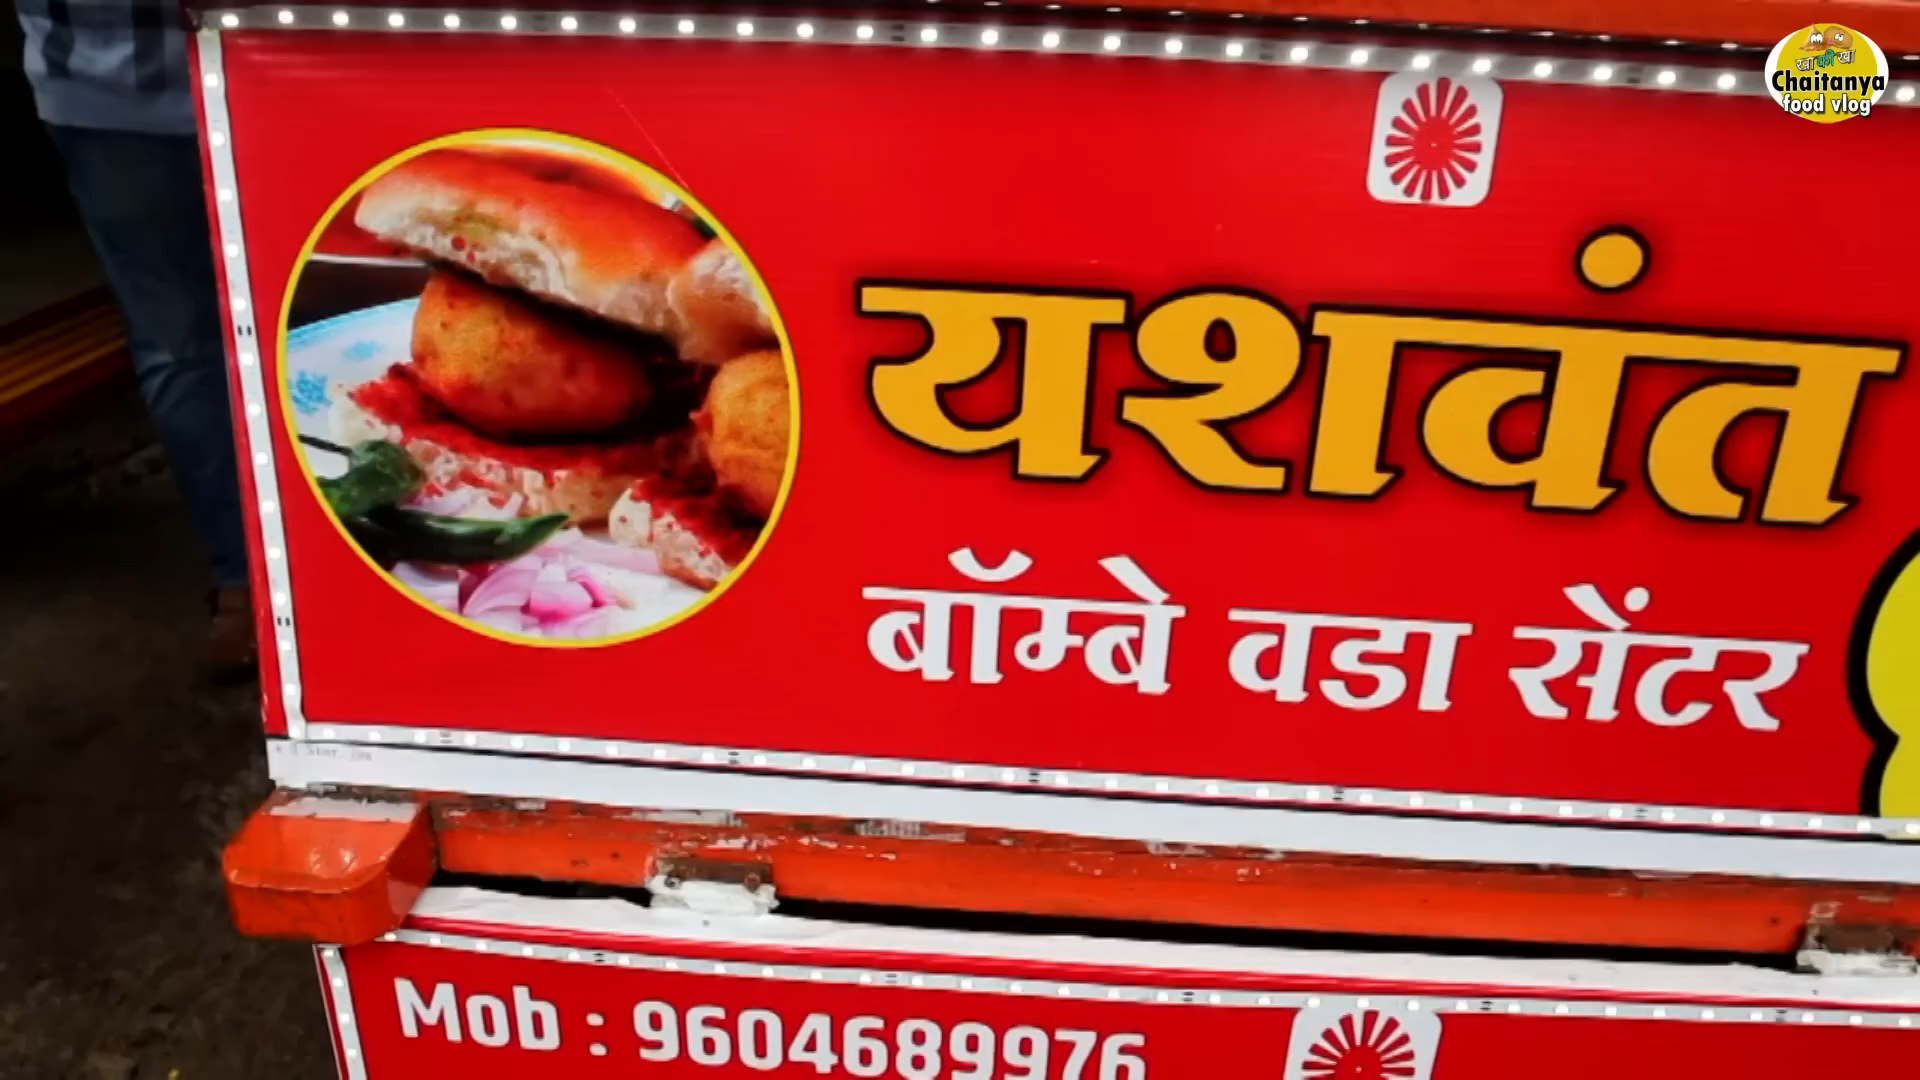 खा की खा
Chaitanya
food vlog
यशवंत
बॉम्बे वडा सेंटर
Mob : 9604689976